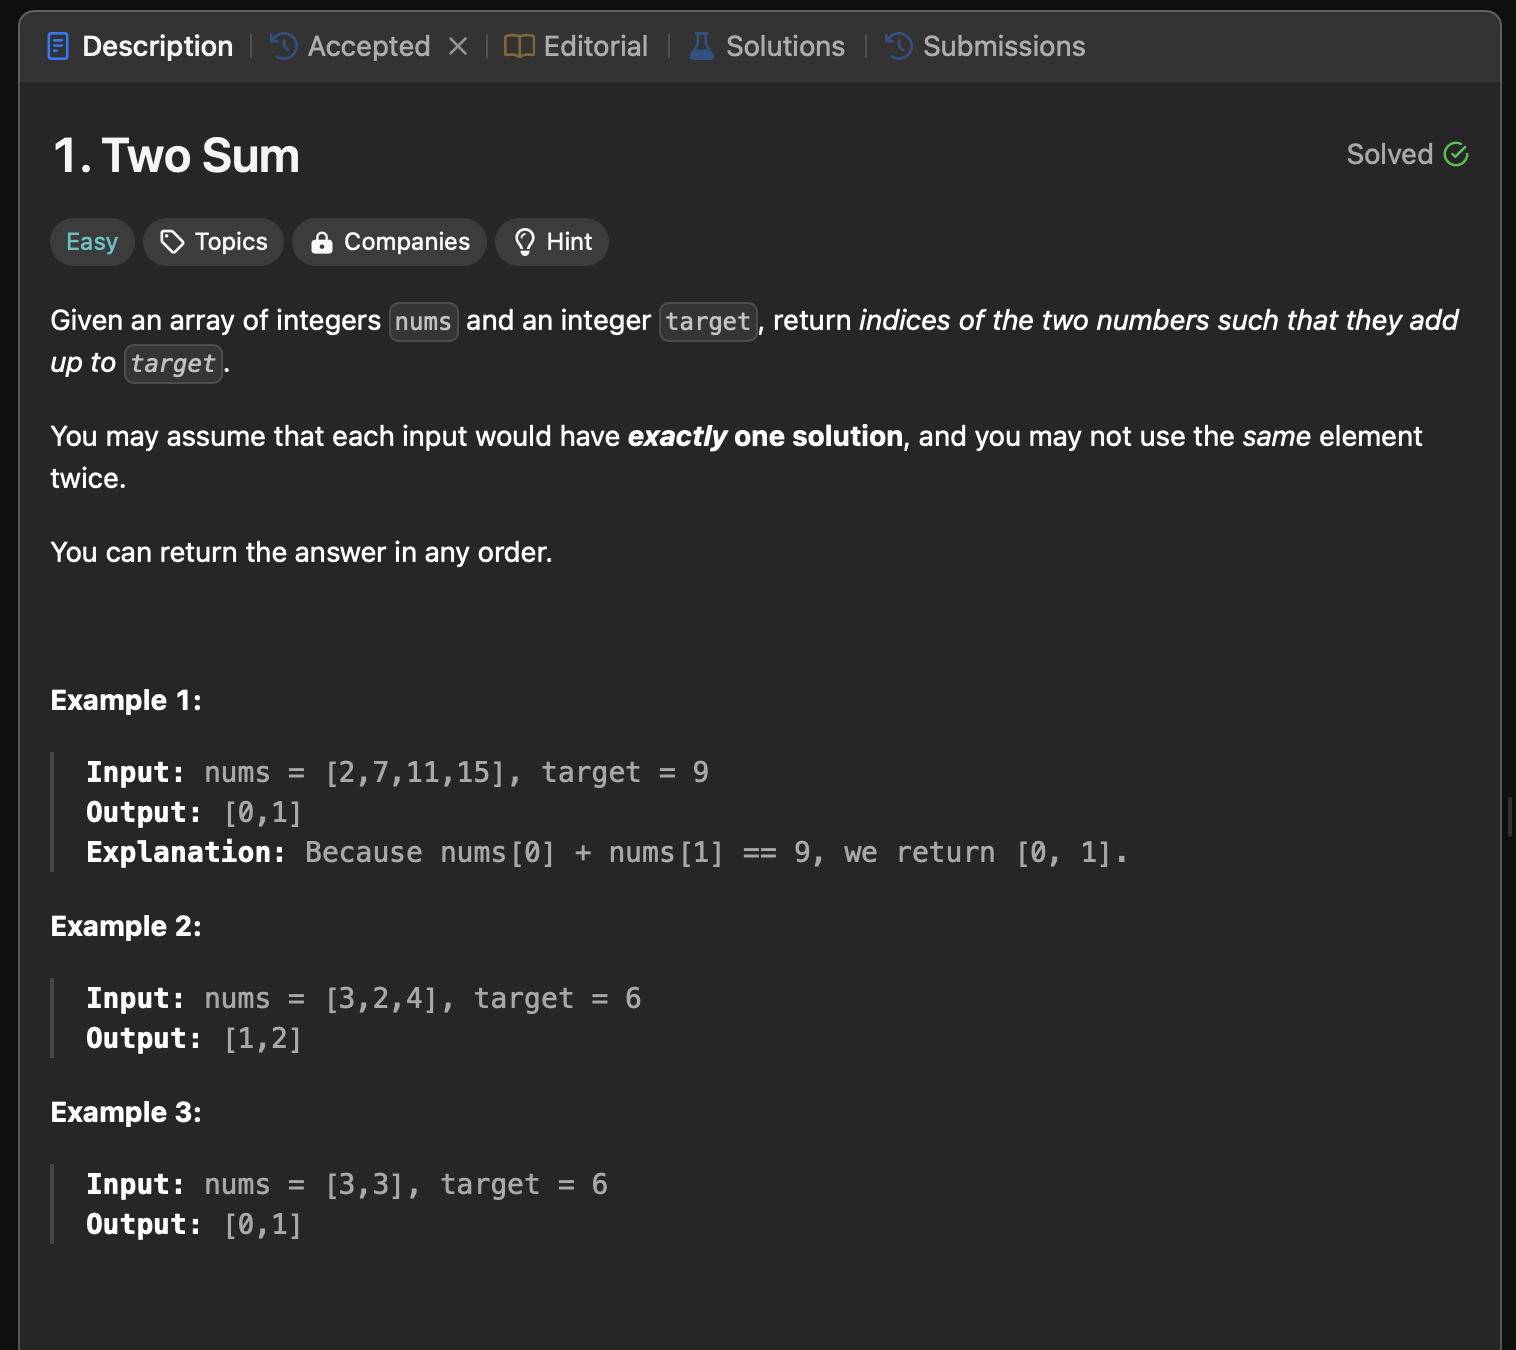 Description
Accepted
Editorial
Solutions
Submissions
1. Two Sum
Solved
Easy
Topics
Companies
Hint
Given an array of integers nums and an integer target, return indices of the two numbers such that they add
up to target.
You may assume that each input would have exactly one solution, and you may not use the same element
twice.
You can return the answer in any order.
Example 1:
Input: nums = [2,7,11,15], target = 9
Output: [0,1]
Explanation: Because nums[0] + nums[1] == 9, we return [0, 1].
Example 2:
Input: nums = [3,2,4], target = 6
Output: [1,2]
Example 3:
Input: nums = [3,3], target = 6
Output: [0,1]